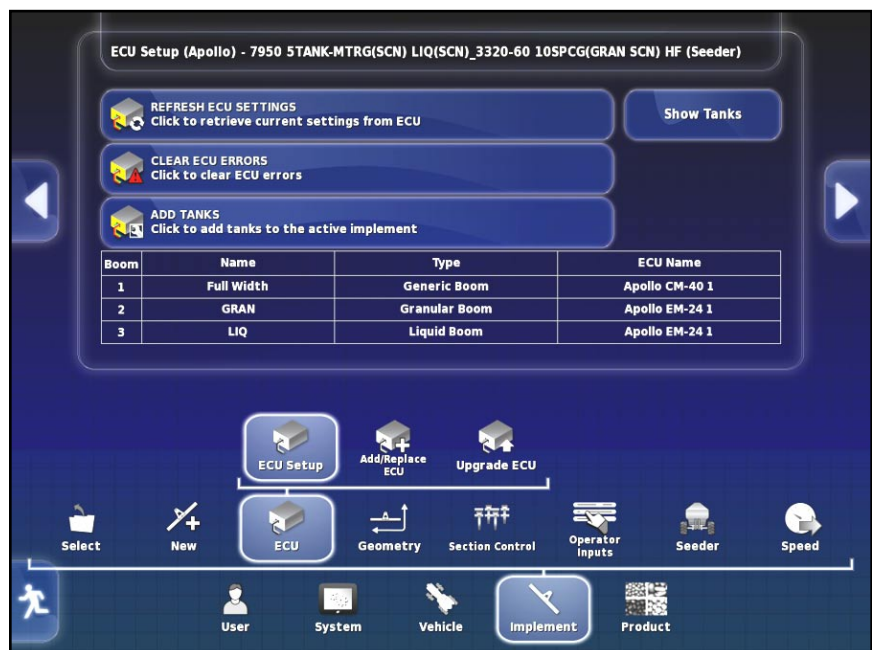 ECU Setup (Apollo) - 7950 5TANK-MTRG(SCN) LIQ(SCN)_3320-60 10SPCG(GRAN SCN) HF (Seeder)
REFRESH ECU SETTINGS
Click to retrieve current settings from ECU
Show Tanks
CLEAR ECU ERRORS
Click to clear ECU errors
ADD TANKS
Click to add tanks to the active implement
Boom Name Type ECU Name
1 Full Width Generic Boom Apollo CM-40 1
2 GRAN Granular Boom Apollo EM-24 1
3 LIQ Liquid Boom Apollo EM-24 1
ECU Setup
Add/Replace
ECU
Upgrade ECU
Select
New
ECU
Geometry
Section Control
Operator
Inputs
Seeder
Speed
User
System
Vehicle
Implement
Product